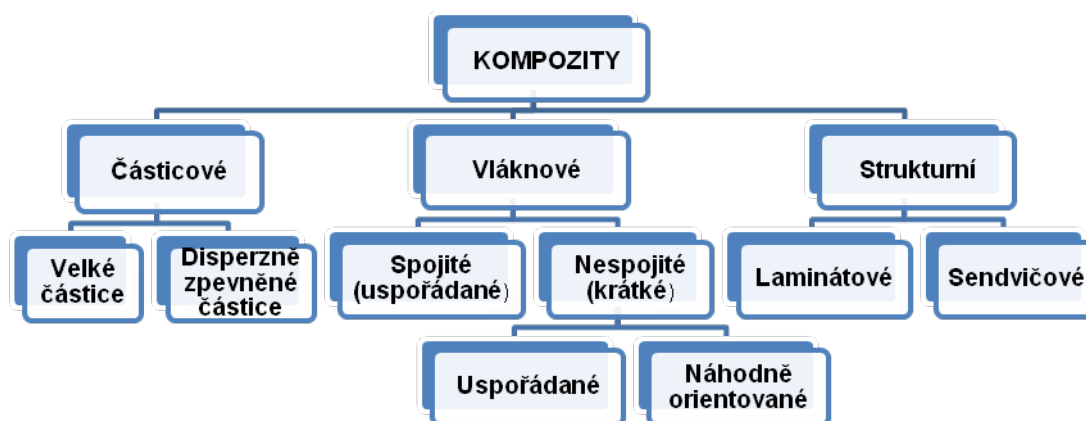 KOMPOZITY
Částicové
Vláknové
Strukturní
Velké
částice
Disperzně
zpevněné
částice
Spojité
(uspořádané)
Nespojité
(krátké)
Laminátové
Sendvičové
Uspořádané
Náhodně
orientované